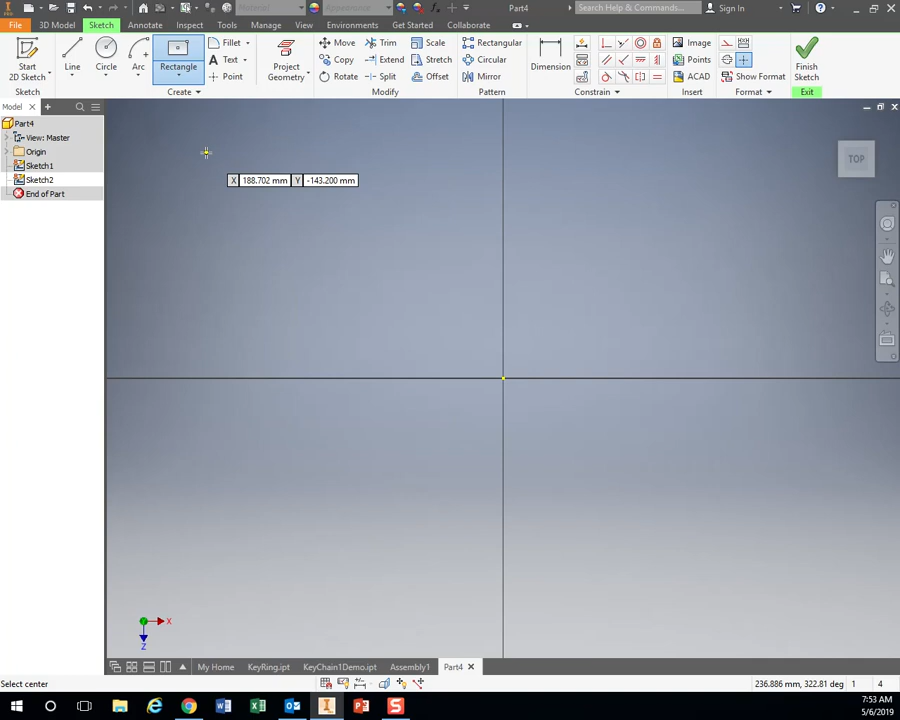 PRO
Material
Appearance
fx
Part4
Search Help & Commands...
Sign In
?
File 3D Model Sketch Annotate Inspect Tools Manage View Environments Get Started Collaborate
Start
2D Sketch
Line
Circle
Arc
Rectangle
Fillet
A Text
Point
Project
Geometry
Move
Copy
Rotate
Trim
Extend
Split
Scale
Stretch
Offset
Rectangular
Circular
Mirror
Dimension
Image
Points
ACAD
Show Format
Finish
Sketch
Sketch Create Modify Pattern Constrain Insert Format Exit
Model × +
Part4
View: Master
Origin
Sketch1
Sketch2
End of Part
X 188.702 mm Y -143.200 mm
TOP
X
Z
My Home KeyRing.ipt KeyChain1Demo.ipt Assembly1 Part4 ×
Select center
236.886 mm, 322.81 deg 1 4
7:53 AM
5/6/2019